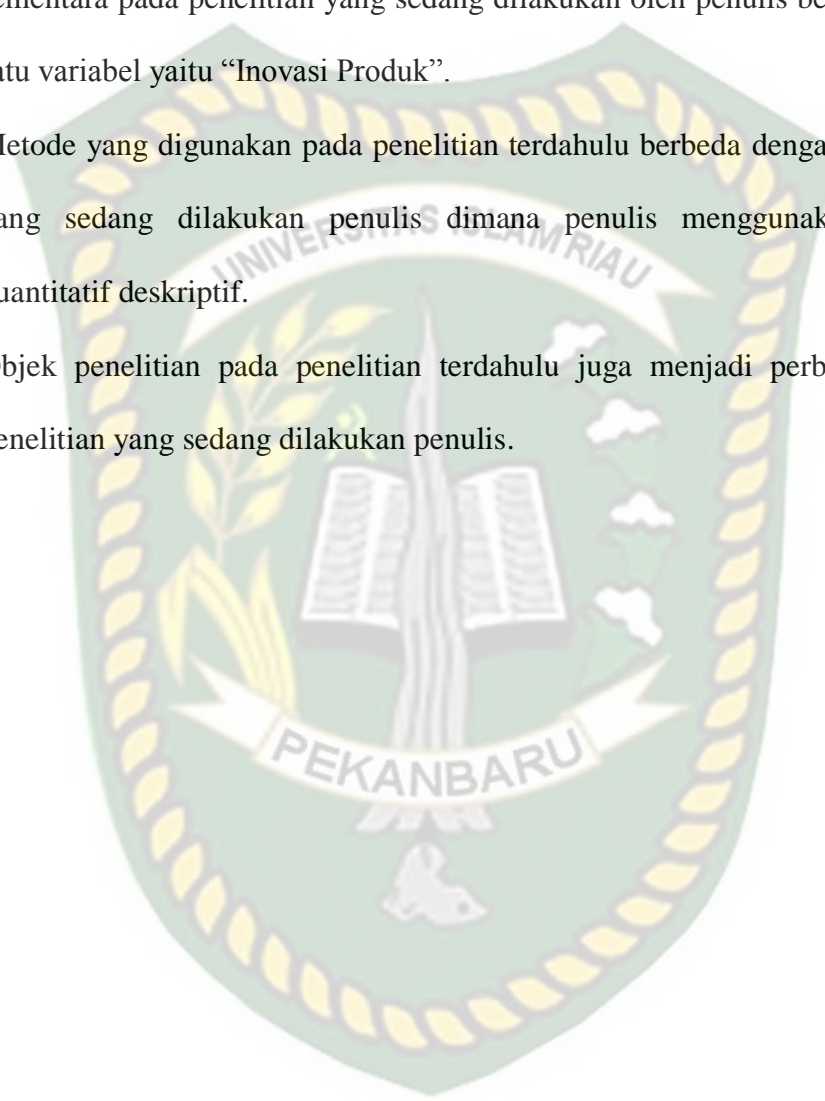 ementara pada penelitian yang sedang dilakukan oleh penulis be
atu variabel yaitu “Inovasi Produk”.
Metode yang digunakan pada penelitian terdahulu berbeda denga
ang sedang dilakukan penulis dimana penulis menggunak
UNIVERSITAS ISLAM RIAU
uantitatif deskriptif.
Objek penelitian pada penelitian terdahulu juga menjadi perb
enelitian yang sedang dilakukan penulis.
PEKANBARU